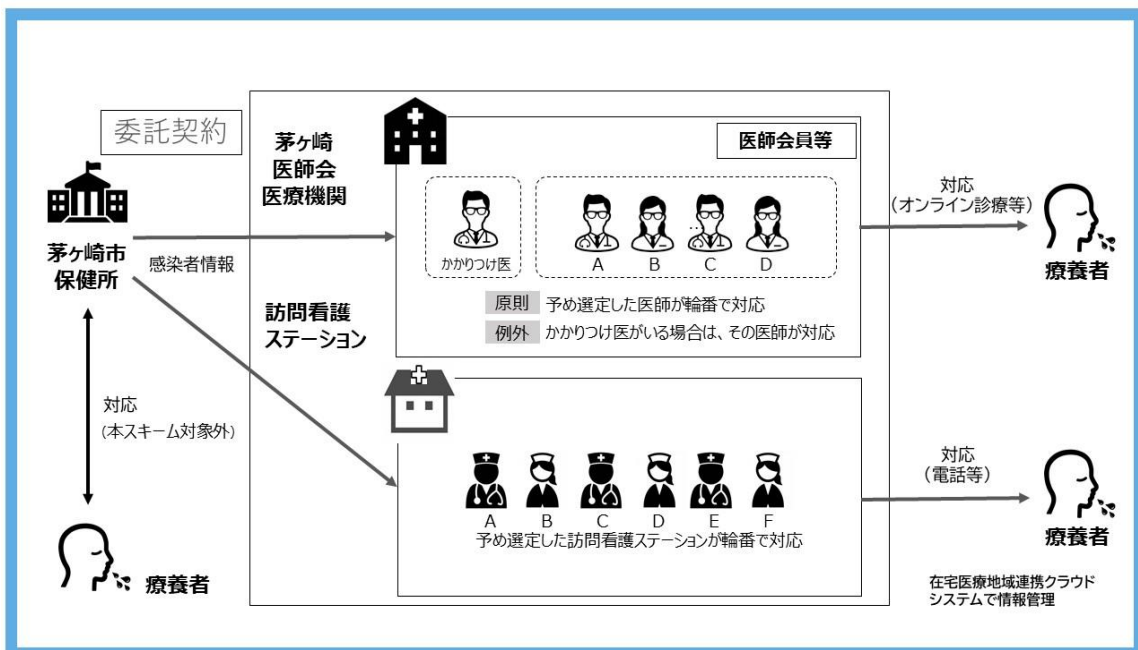 委託契約
茅ヶ崎市
保健所
感染者情報
対応
(本スキーム対象外)
療養者
茅ヶ崎
医師会
医療機関
訪問看護
ステーション
医師会員等
かかりつけ医
…
A B C D
原則 予め選定した医師が輪番で対応
例外 かかりつけ医がいる場合は、その医師が対応
A B C D E F
予め選定した訪問看護ステーションが輪番で対応
対応
（オンライン診療等）
療養者
対応
（電話等）
療養者
在宅医療地域連携クラウド
システムで情報管理